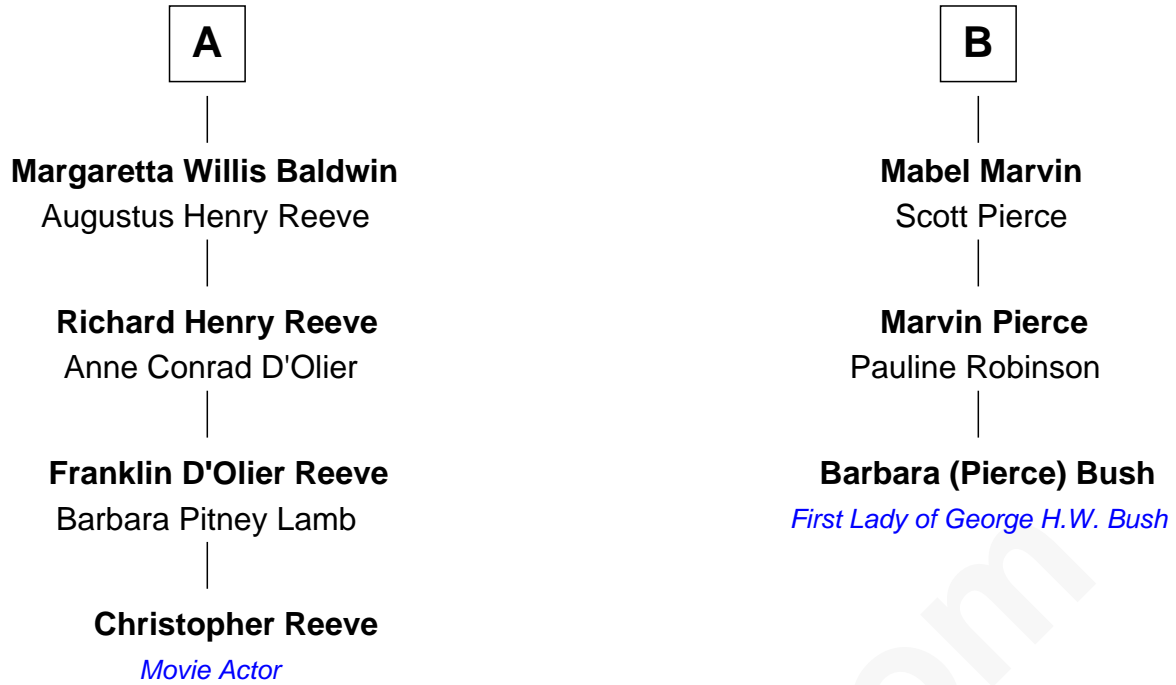 A
Margaretta Willis Baldwin
Augustus Henry Reeve
Richard Henry Reeve
Anne Conrad D'Olier
Franklin D'Olier Reeve
Barbara Pitney Lamb
Christopher Reeve
Movie Actor
B
Mabel Marvin
Scott Pierce
Marvin Pierce
Pauline Robinson
Barbara (Pierce) Bush
First Lady of George H.W. Bush
om